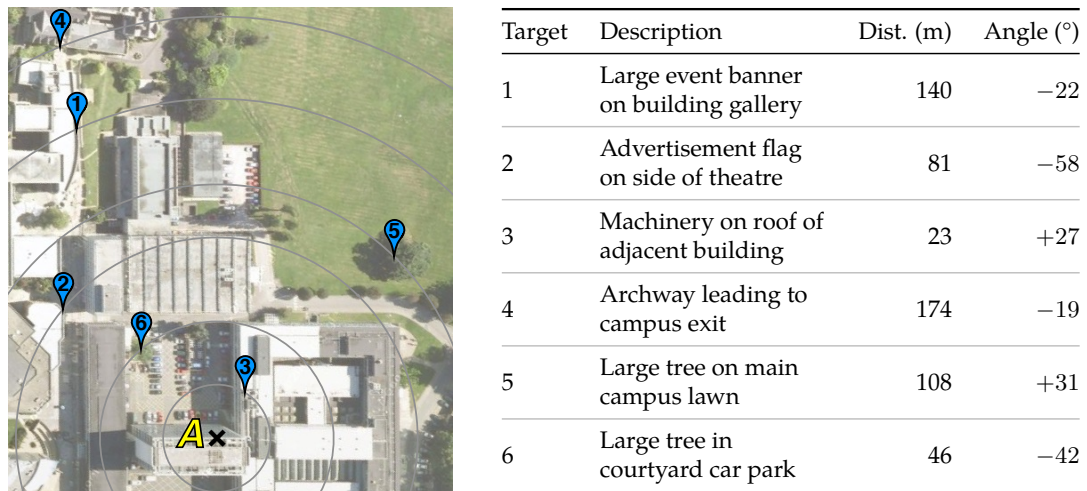 4
1
5
2
6
3
A
Target Description Dist. (m) Angle (°)
1 Large event banner on building gallery 140 −22
2 Advertisement flag on side of theatre 81 −58
3 Machinery on roof of adjacent building 23 +27
4 Archway leading to campus exit 174 −19
5 Large tree on main campus lawn 108 +31
6 Large tree in courtyard car park 46 −42